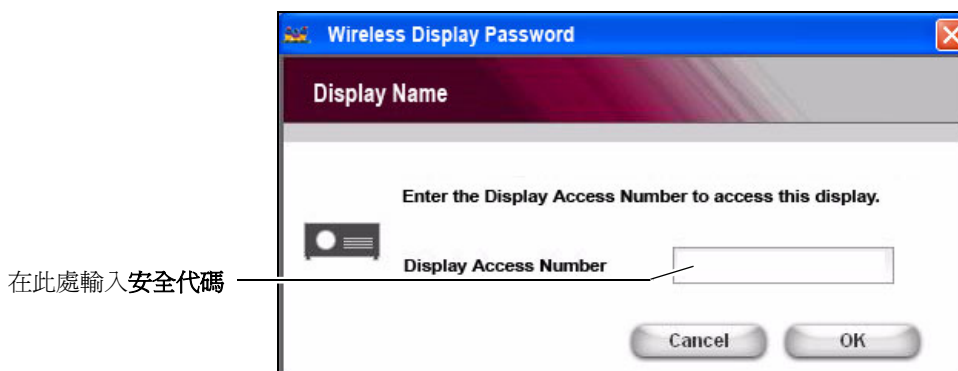 Wireless Display Password
Display Name
Enter the Display Access Number to access this display.
Display Access Number
在此處輸入安全代碼
Cancel
OK